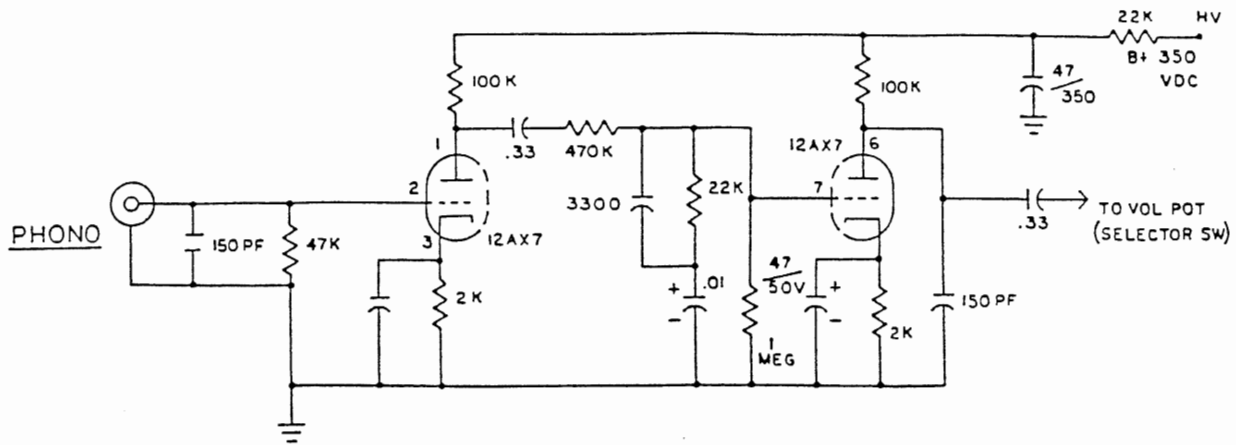 22K
HV
B+ 350
VDC
47/350
100K
100K
1
.33
470K
12AX7
6
2
7
22K
3300
PHONO
150 PF
47K
3
12AX7
.33
TO VOL POT
(SELECTOR SW)
47/50V
+
.01
+
-
-
2K
150 PF
2K
1
MEG